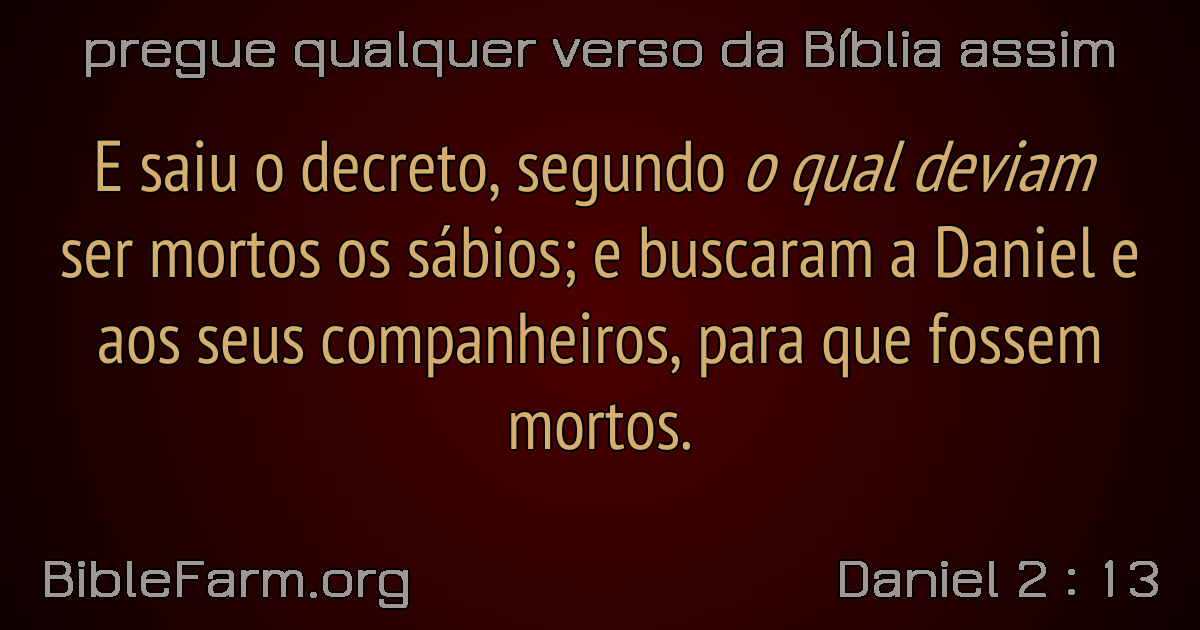 pregue qualquer verso da Bíblia assim
E saiu o decreto, segundo o qual deviam
ser mortos os sábios; e buscaram a Daniel e
aos seus companheiros, para que fossem
mortos.
BibleFarm.org
Daniel 2 : 13